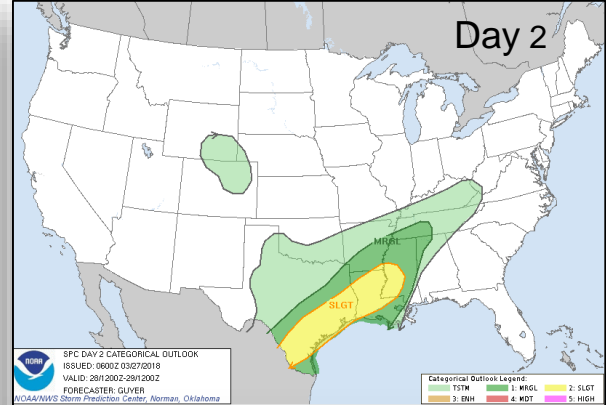 Day 2
MRGL
SLGT
NOAA
SPC DAY 2 CATEGORICAL OUTLOOK
ISSUED: 0600Z 03/27/2018
VALID: 28/1200Z-29/1200Z
FORECASTER: GUYER
NOAA/NWS Storm Prediction Center, Norman, Oklahoma
Categorical Outlook Legend:
TSTM 1: MRGL 2: SLGT
3: ENH 4: MDT 5: HIGH